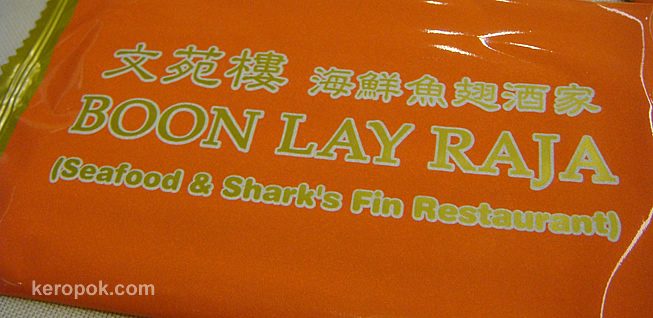 文苑樓 海鮮魚翅酒家
BOON LAY RAJA
(Seafood & Shark's Fin Restaurant)
keropok.com